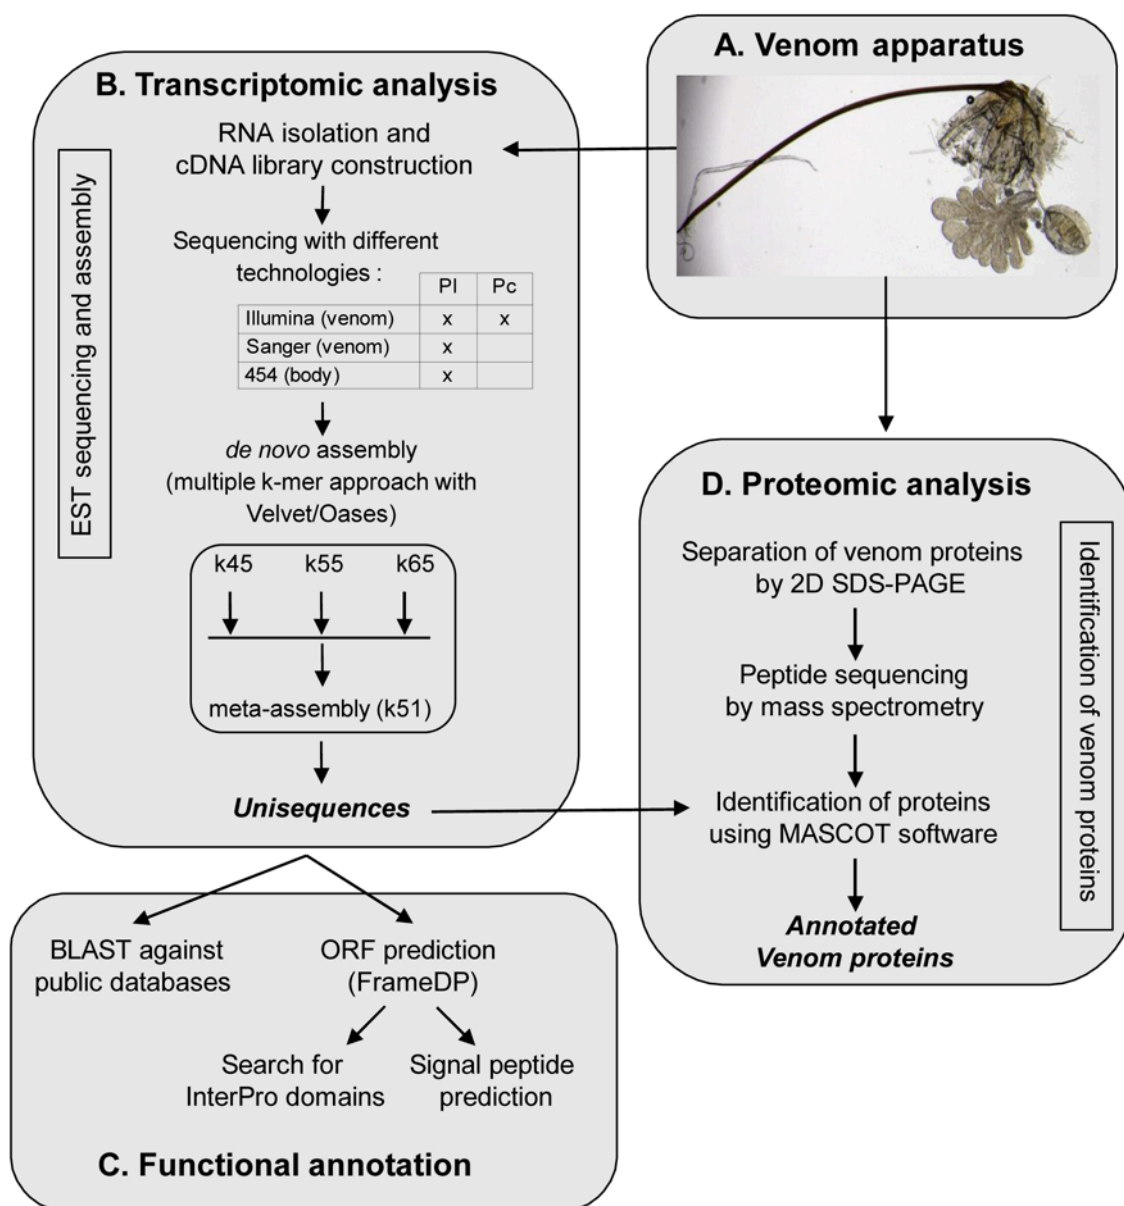 A. Venom apparatus
B. Transcriptomic analysis
EST sequencing and assembly
RNA isolation and
cDNA library construction
Sequencing with different
technologies :
Pl Pc
Illumina (venom) x x
Sanger (venom) x
454 (body) x
de novo assembly
(multiple k-mer approach with
Velvet/Oases)
k45 k55 k65
meta-assembly (k51)
Unisequences
BLAST against
public databases
ORF prediction
(FrameDP)
Search for
InterPro domains
Signal peptide
prediction
C. Functional annotation
D. Proteomic analysis
Separation of venom proteins
by 2D SDS-PAGE
Peptide sequencing
by mass spectrometry
Identification of proteins
using MASCOT software
Annotated
Venom proteins
Identification of venom proteins